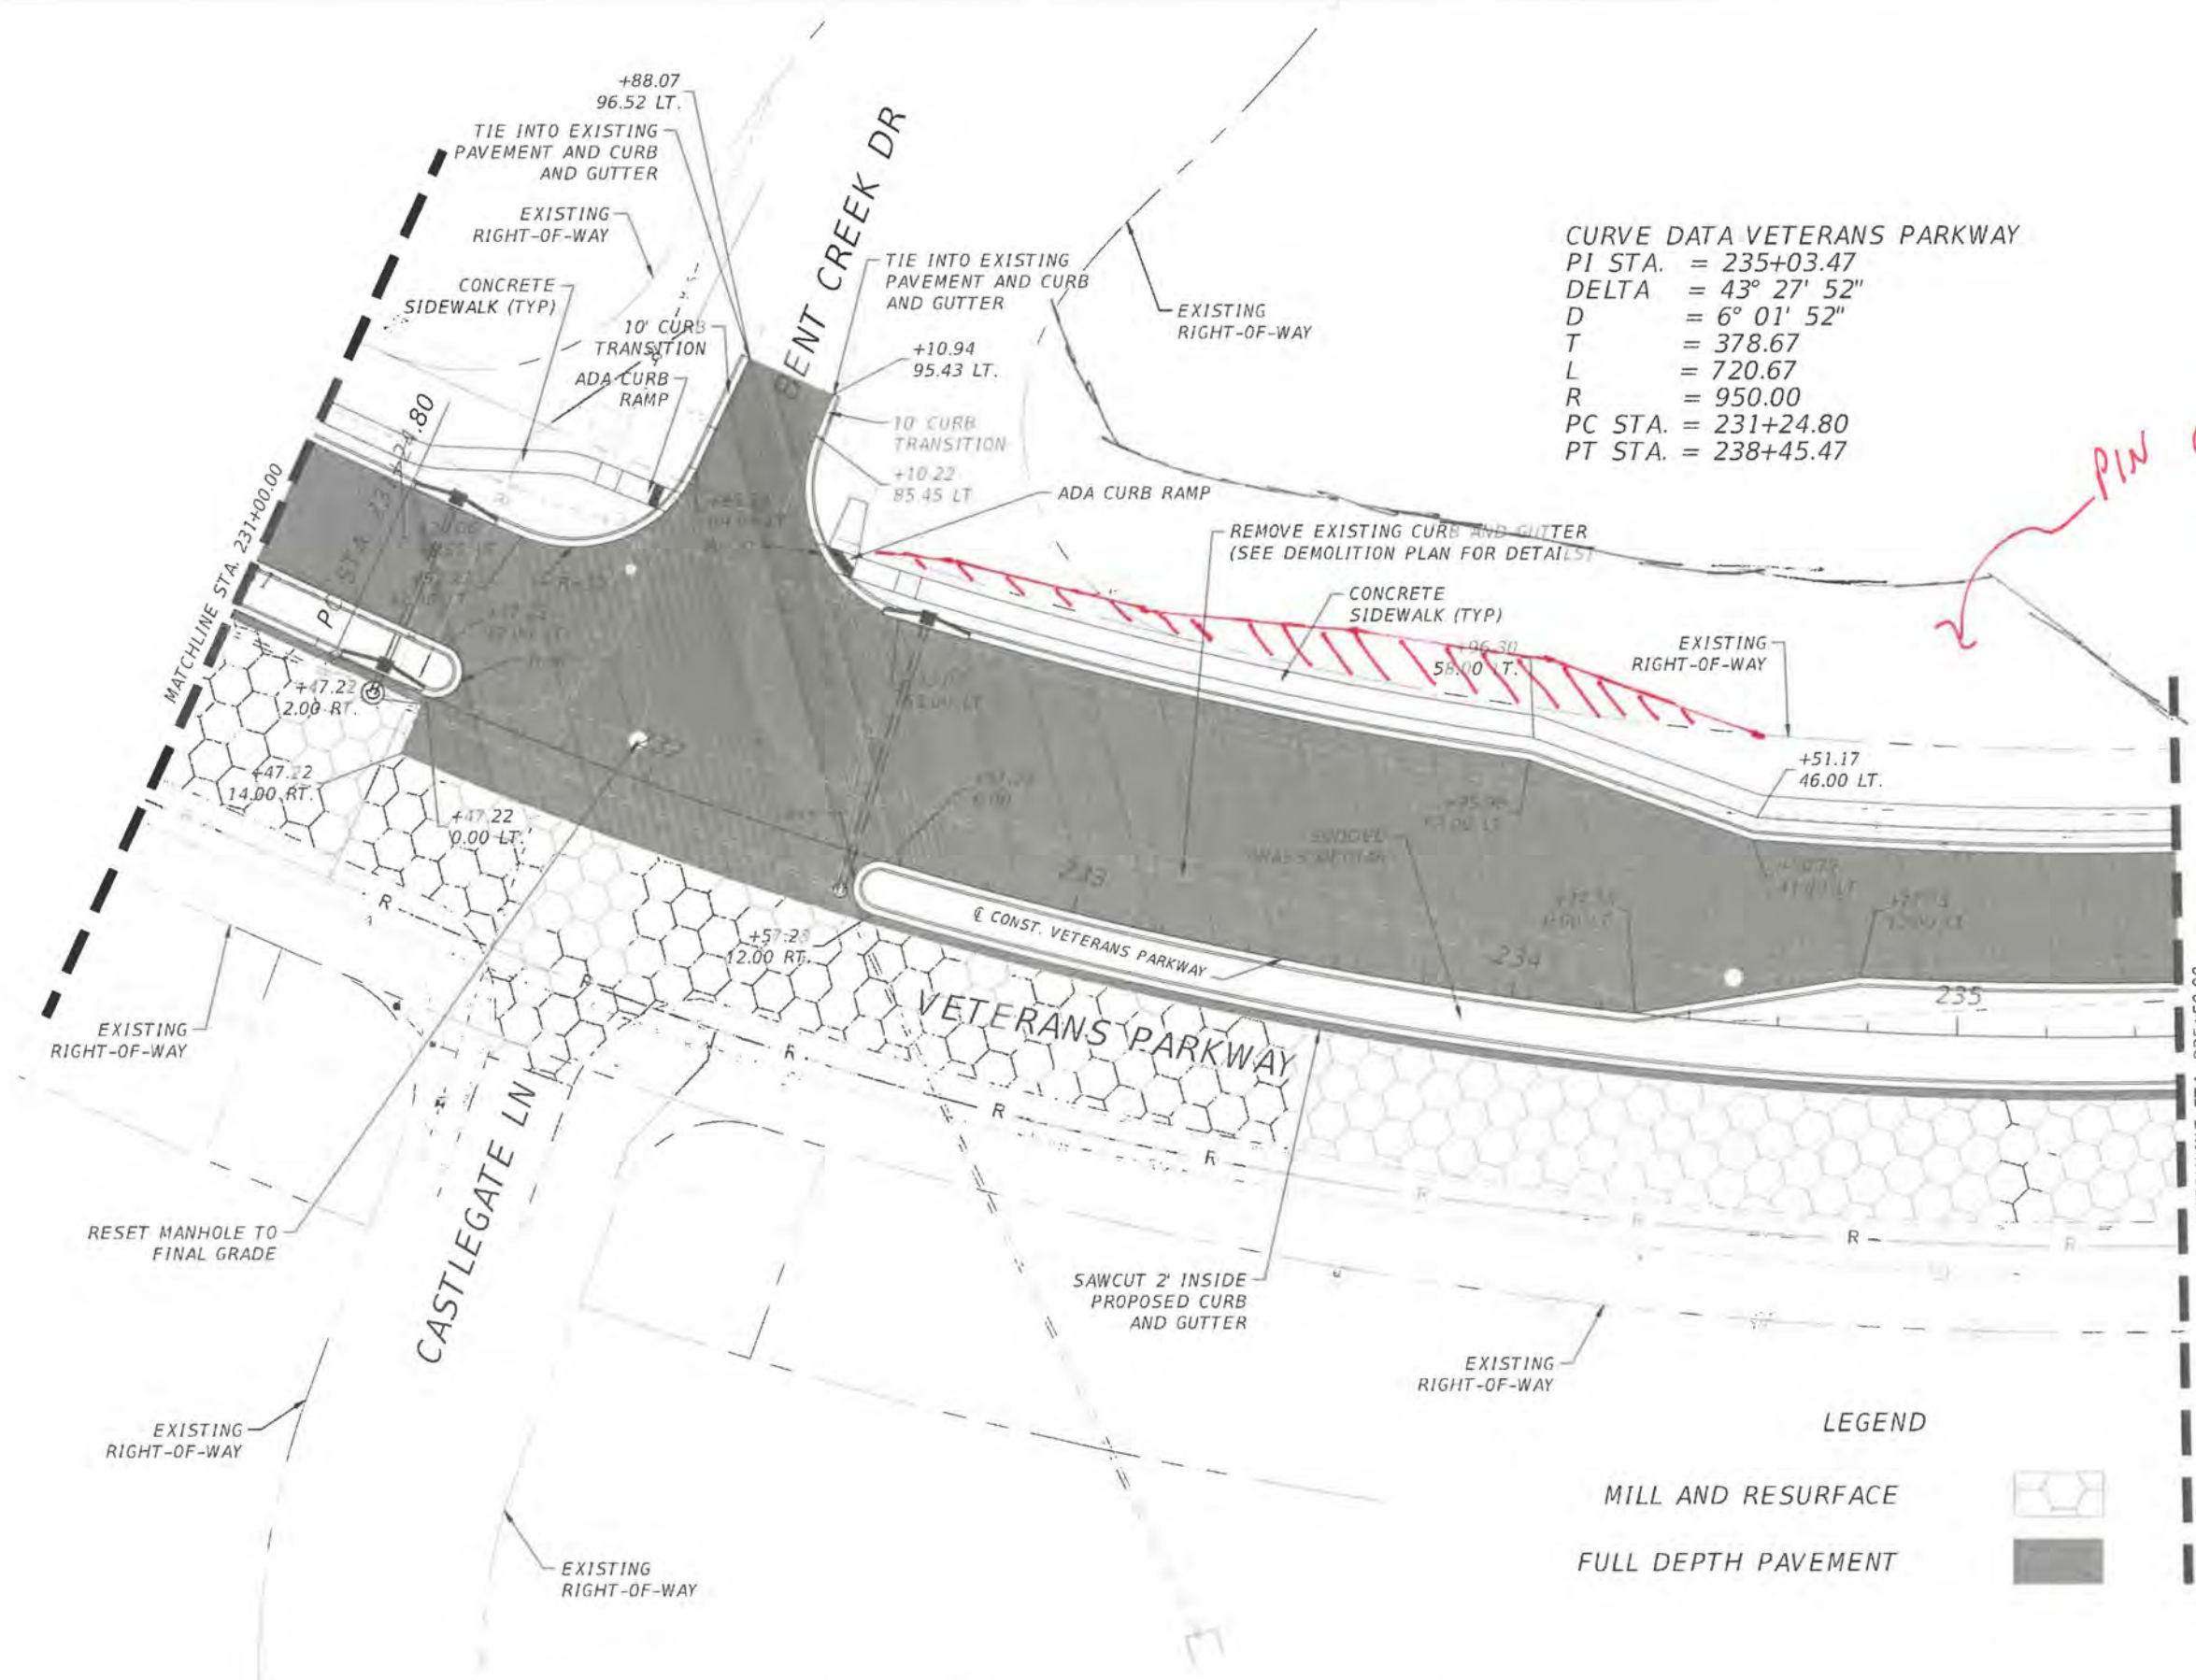 +88.07
96.52 LT.
TIE INTO EXISTING
PAVEMENT AND CURB
AND GUTTER
EXISTING
RIGHT-OF-WAY
CONCRETE
SIDEWALK (TYP)
10' CURB
TRANSITION
ADA CURB
RAMP
BENT CREEK DR
TIE INTO EXISTING
PAVEMENT AND CURB
AND GUTTER
+10.94
95.43 LT.
10' CURB
TRANSITION
+10.22
85.45 LT
EXISTING
RIGHT-OF-WAY
CURVE DATA VETERANS PARKWAY
PI STA. = 235+03.47
DELTA = 43° 27' 52"
D = 6° 01' 52"
T = 378.67
L = 720.67
R = 950.00
PC STA. = 231+24.80
PT STA. = 238+45.47
PIN
ADA CURB RAMP
REMOVE EXISTING CURB AND GUTTER
(SEE DEMOLITION PLAN FOR DETAILS)
CONCRETE
SIDEWALK (TYP)
+96.30
58.00 LT.
EXISTING
RIGHT-OF-WAY
+51.17
46.00 LT.
MATCHLINE STA. 231+00.00
PC STA 231+24.80
+47.22
2.00 RT.
+47.22
14.00 RT.
+47.22
0.00 LT.
232
233
234
235
+57.23
12.00 RT.
℄ CONST. VETERANS PARKWAY
VETERANS PARKWAY
R
R
R
R
R
R
R
R
R
EXISTING
RIGHT-OF-WAY
RESET MANHOLE TO
FINAL GRADE
CASTLEGATE LN
SAWCUT 2' INSIDE
PROPOSED CURB
AND GUTTER
EXISTING
RIGHT-OF-WAY
EXISTING
RIGHT-OF-WAY
EXISTING
RIGHT-OF-WAY
LEGEND
MILL AND RESURFACE
FULL DEPTH PAVEMENT